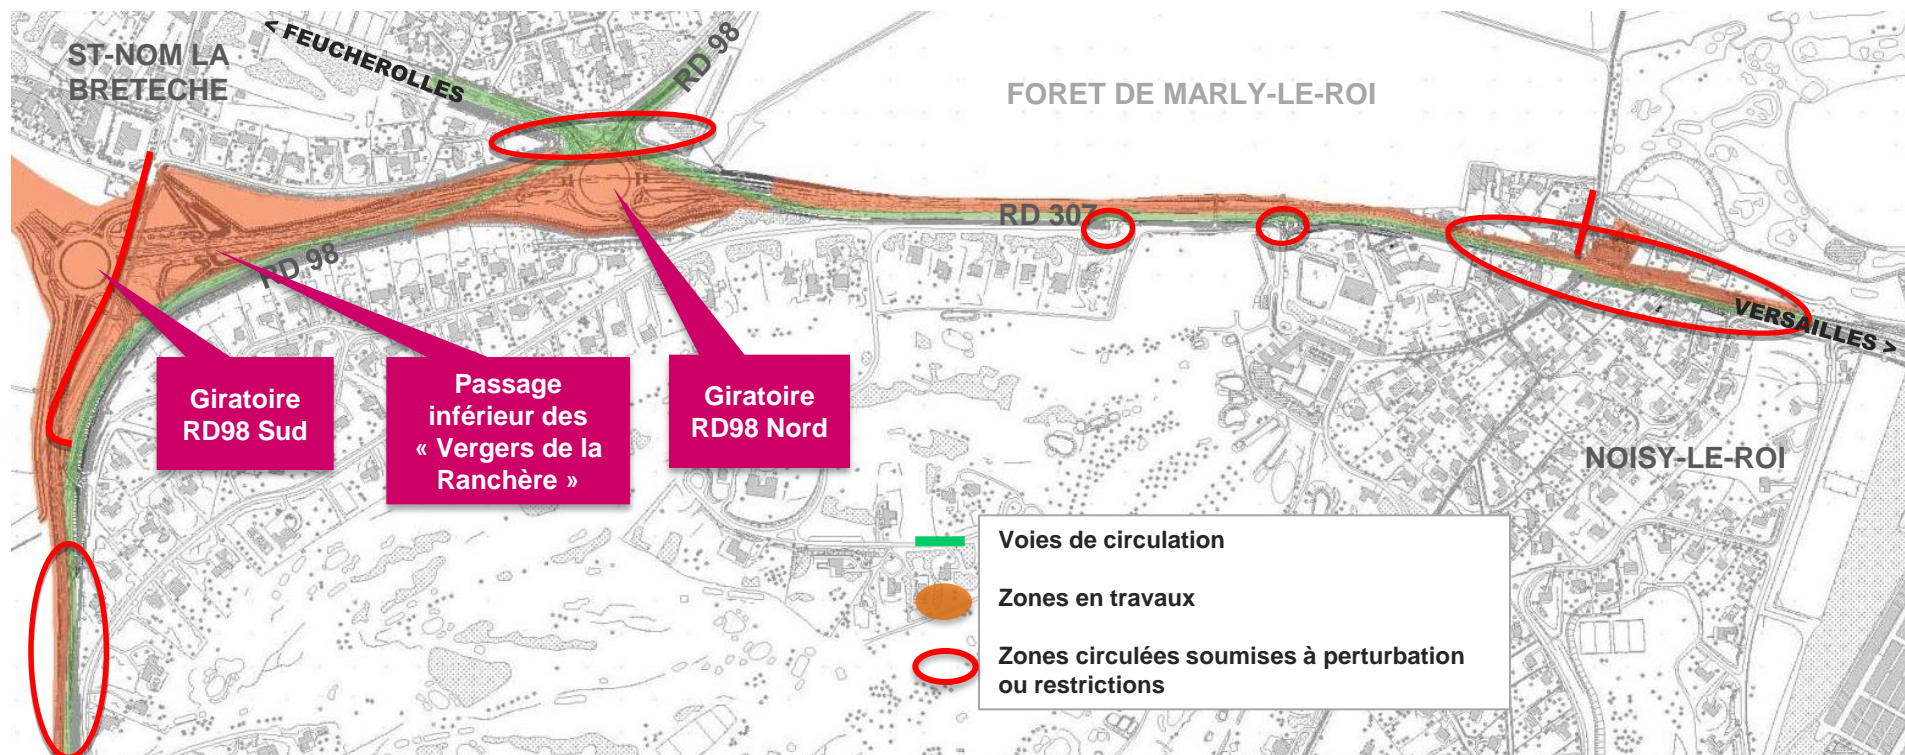 ST-NOM LA
BRETECHE
< FEUCHEROLLES
RD 98
FORET DE MARLY-LE-ROI
RD 307
RD 98
VERSAILLES >
Giratoire
RD98 Sud
Passage
inférieur des
« Vergers de la
Ranchère »
Giratoire
RD98 Nord
NOISY-LE-ROI
Voies de circulation
Zones en travaux
Zones circulées soumises à perturbation
ou restrictions